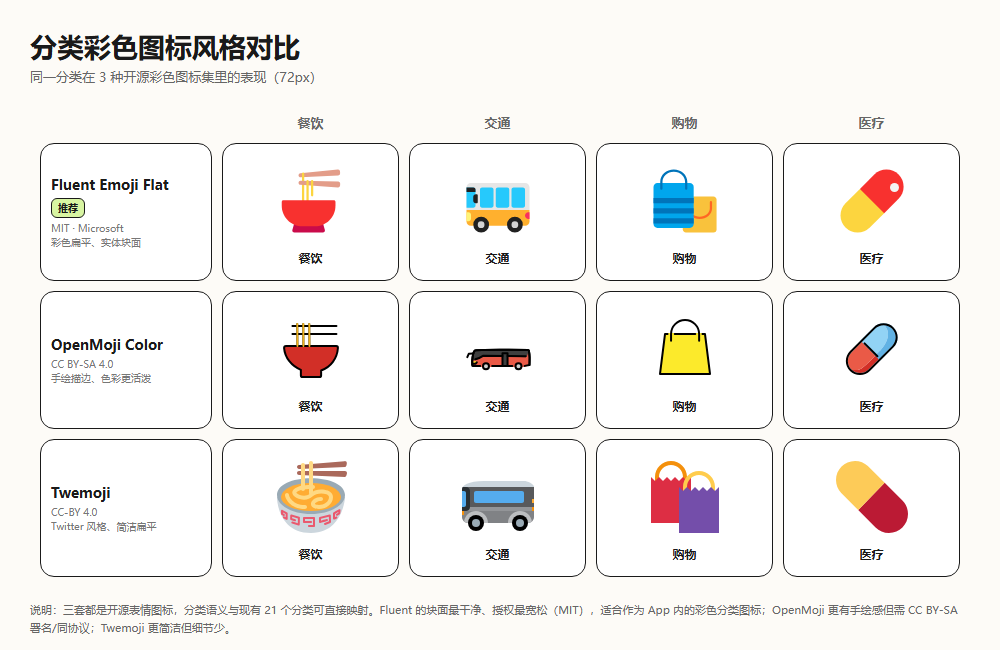 分类彩色图标风格对比
同一分类在 3 种开源彩色图标集里的表现（72px）
餐饮
交通
购物
医疗
Fluent Emoji Flat
推荐
MIT · Microsoft
彩色扁平、实体块面
餐饮
交通
购物
医疗
OpenMoji Color
CC BY-SA 4.0
手绘描边、色彩更活泼
餐饮
交通
购物
医疗
Twemoji
CC-BY 4.0
Twitter 风格、简洁扁平
餐饮
交通
购物
医疗
说明：三套都是开源表情图标，分类语义与现有 21 个分类可直接映射。Fluent 的块面最干净、授权最宽松（MIT），适合作为 App 内的彩色分类图标；OpenMoji 更有手绘感但需 CC BY-SA
署名/同协议；Twemoji 更简洁但细节少。